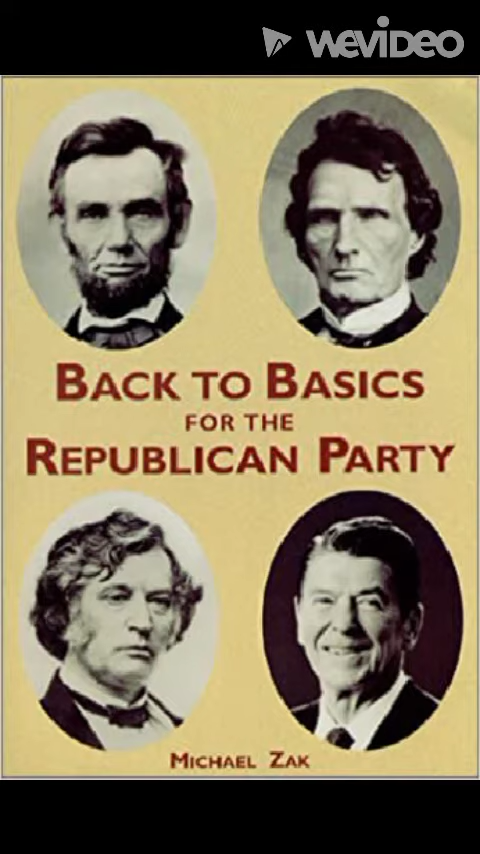 WEVIDEO
BACK TO BASICS
FOR THE
REPUBLICAN PARTY
MICHAEL ZAK